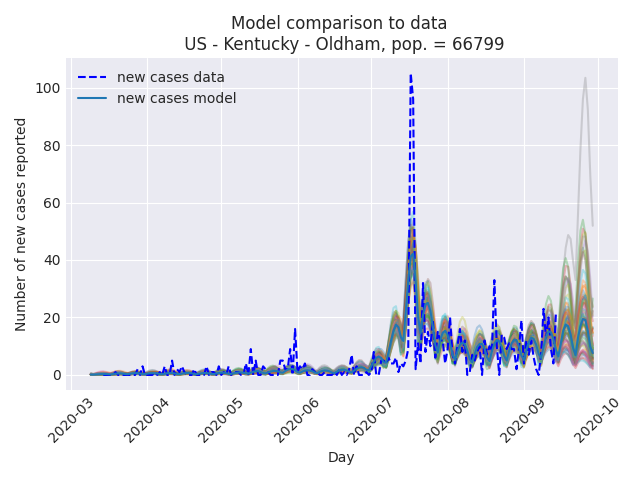 Model comparison to data
US - Kentucky - Oldham, pop. = 66799
new cases data
new cases model
Number of new cases reported
100
80
60
40
20
0
2020-03
2020-04
2020-05
2020-06
2020-07
2020-08
2020-09
2020-10
Day